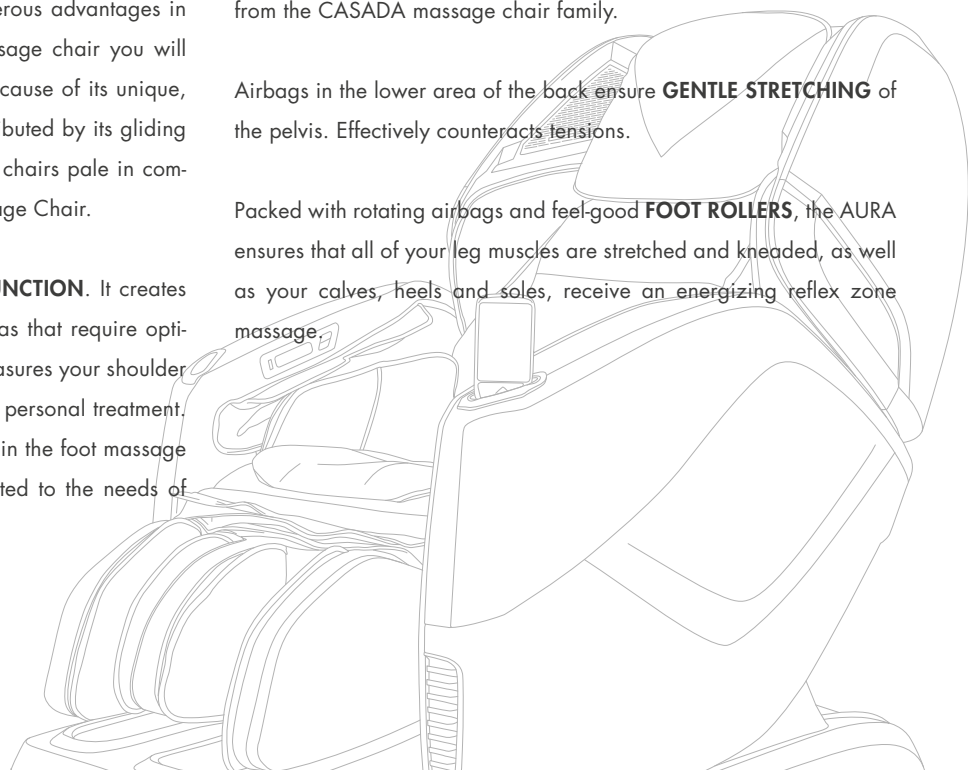 erous advantages in
sage chair you will
cause of its unique,
ibuted by its gliding
chairs pale in com-
ge Chair.
NCTION. It creates
as that require opti-
asures your shoulder
personal treatment.
in the foot massage
ted to the needs of
from the CASADA massage chair family.
Airbags in the lower area of the back ensure GENTLE STRETCHING of
the pelvis. Effectively counteracts tensions.
Packed with rotating airbags and feel-good FOOT ROLLERS, the AURA
ensures that all of your leg muscles are stretched and kneaded, as well
as your calves, heels and soles, receive an energizing reflex zone
massage.